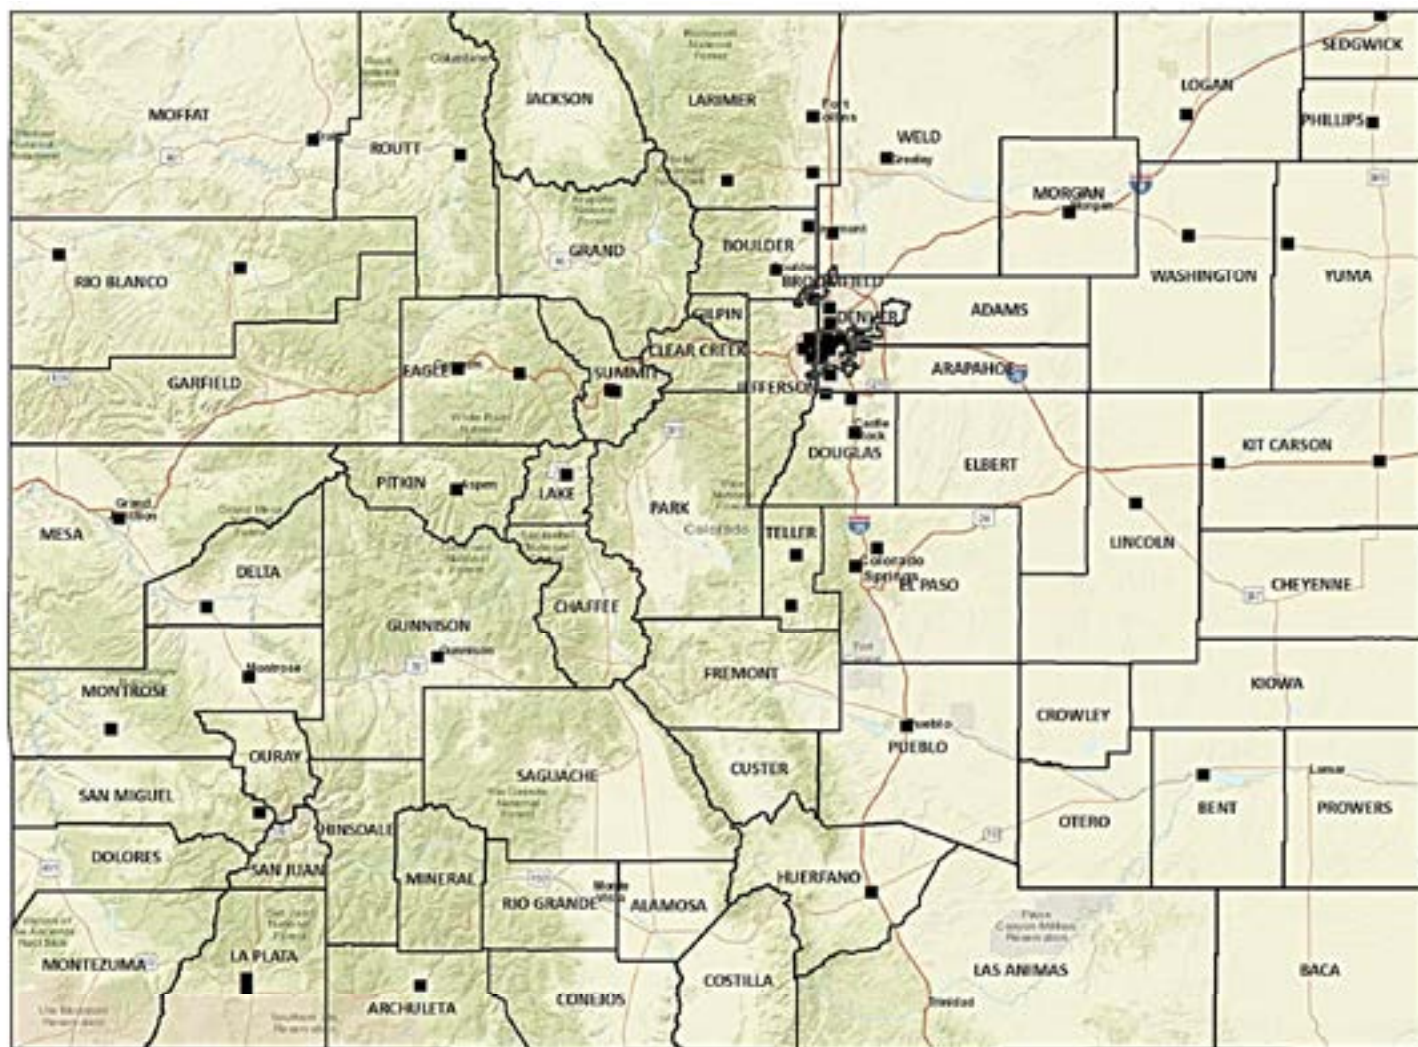 SEDGWICK
LOGAN
JACKSON
LARIMER
MOFFAT
Fort
Collins
PHILLIPS
WELD
ROUTT
Greeley
MORGAN
Morgan
BOULDER
GRAND
RIO BLANCO
WASHINGTON
YUMA
BROOMFIELD
ADAMS
GILPIN
DENVER
CLEAR CREEK
EAGLE
SUMMIT
ARAPAHOE
GARFIELD
JEFFERSON
Castle
Rock
DOUGLAS
KIT CARSON
ELBERT
PITKIN
Aspen
LAKE
PARK
Grand
MESA
Colorado
TELLER
LINCOLN
DELTA
Colorado
Springs
EL PASO
CHEYENNE
CHAFFEE
GUNNISON
Gunnison
Montrose
FREMONT
MONTROSE
KIOWA
CROWLEY
Pueblo
PUEBLO
OURAY
CUSTER
SAGUACHE
Lamar
SAN MIGUEL
BENT
PROWERS
OTERO
HINSDALE
DOLORES
SAN JUAN
MINERAL
HUERFANO
RIO GRANDE
ALAMOSA
LA PLATA
MONTEZUMA
COSTILLA
LAS ANIMAS
BACA
CONEJOS
ARCHULETA
Trinidad